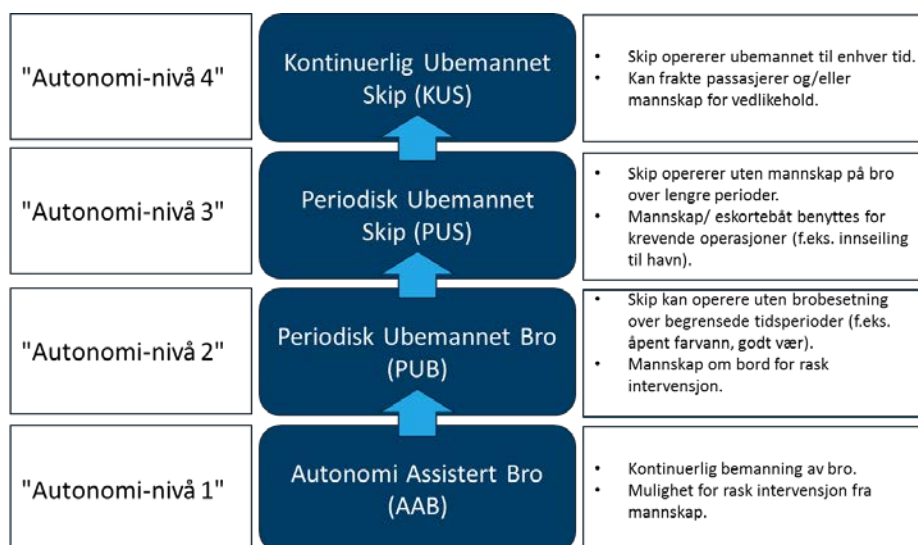 "Autonomi-nivå 4"
Kontinuerlig Ubemannet
Skip (KUS)
• Skip opererer ubemannet til enhver tid.
• Kan frakte passasjerer og/eller
mannskap for vedlikehold.
"Autonomi-nivå 3"
Periodisk Ubemannet
Skip (PUS)
• Skip opererer uten mannskap på bro
over lengre perioder.
• Mannskap/ eskortebåt benyttes for
krevende operasjoner (f.eks. innseiling
til havn).
"Autonomi-nivå 2"
Periodisk Ubemannet Bro
(PUB)
• Skip kan operere uten brobesetning
over begrensede tidsperioder (f.eks.
åpent farvann, godt vær).
• Mannskap om bord for rask
intervensjon.
"Autonomi-nivå 1"
Autonomi Assistert Bro
(AAB)
• Kontinuerlig bemanning av bro.
• Mulighet for rask intervensjon fra
mannskap.